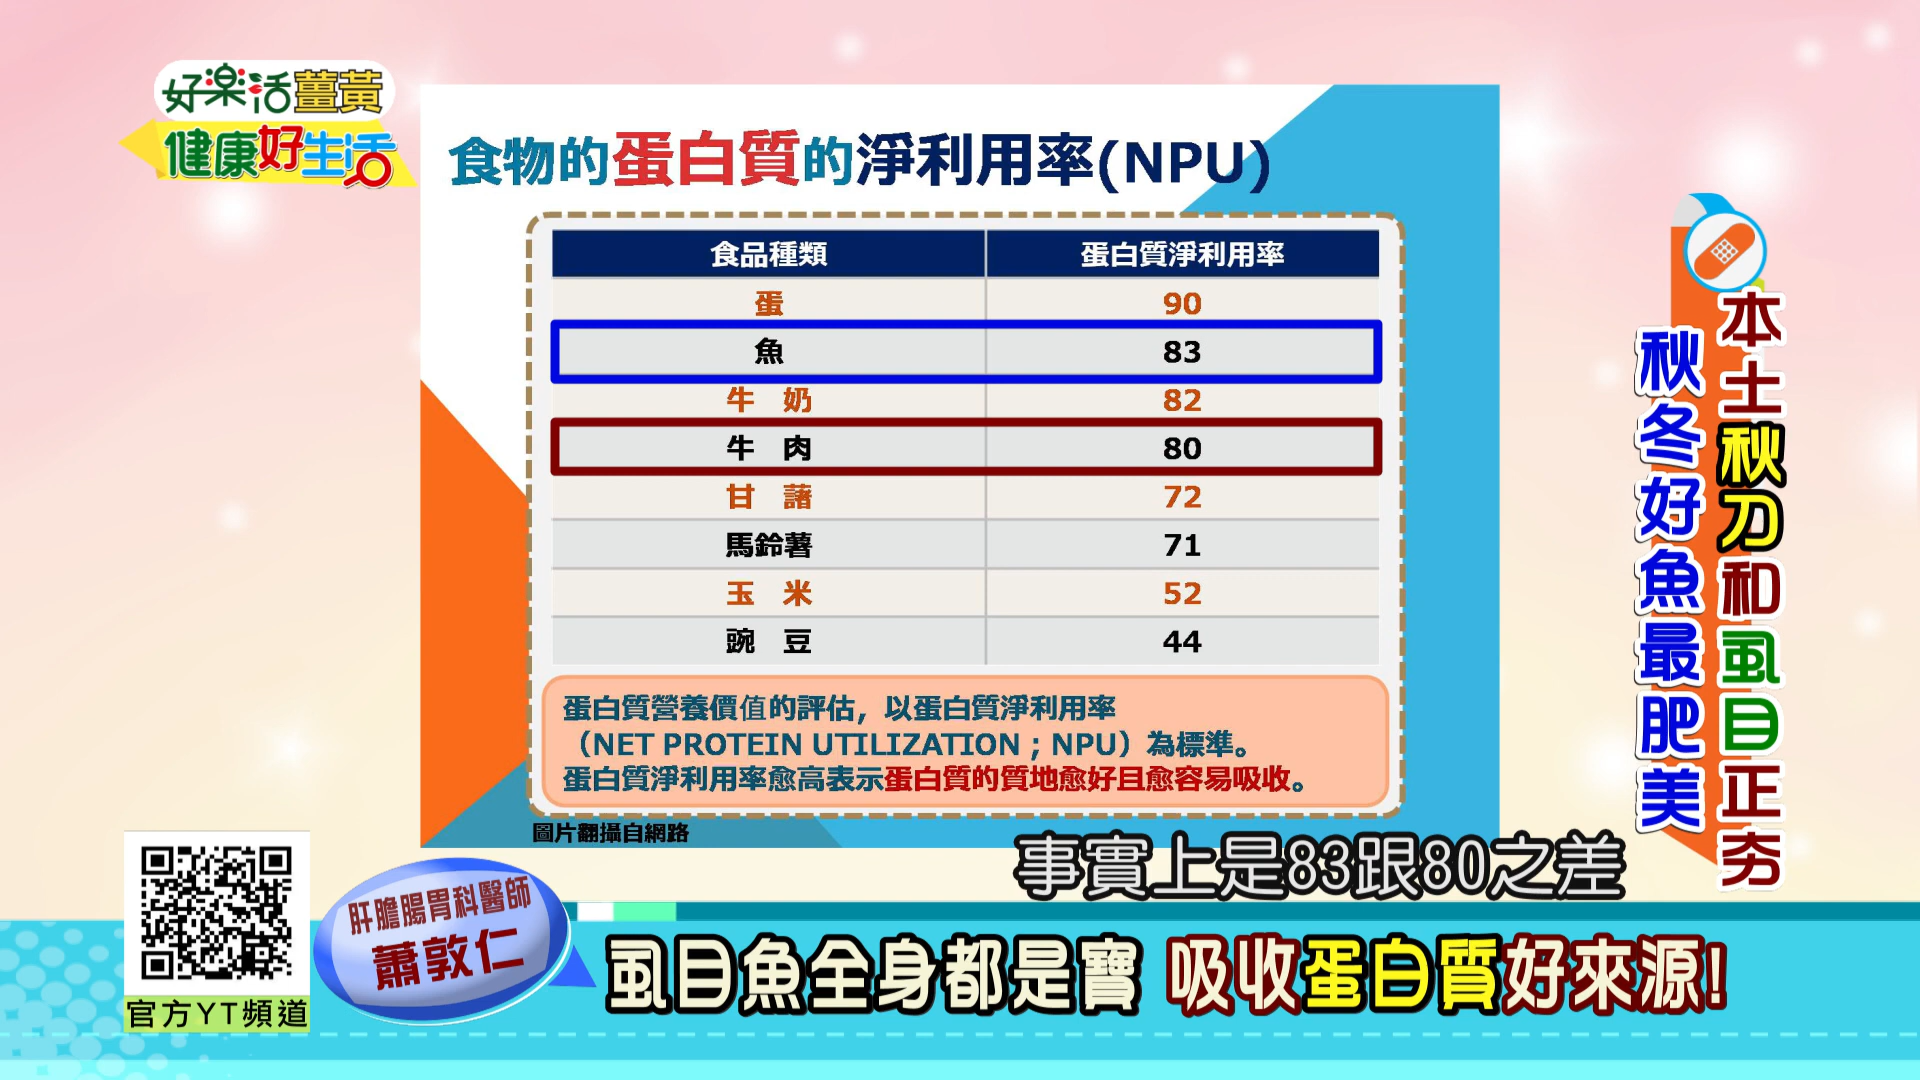 好樂活薑黃
健康好生活
食物的蛋白質的淨利用率(NPU)
食品種類 蛋白質淨利用率
蛋 90
魚 83
牛 奶 82
牛 肉 80
甘 藷 72
馬鈴薯 71
玉 米 52
豌 豆 44
蛋白質營養價值的評估，以蛋白質淨利用率
（NET PROTEIN UTILIZATION；NPU）為標準。
蛋白質淨利用率愈高表示蛋白質的質地愈好且愈容易吸收。
圖片翻攝自網路
本土秋刀和虱目正夯
秋冬好魚最肥美
事實上是83跟80之差
肝膽腸胃科醫師
蕭敦仁
虱目魚全身都是寶 吸收蛋白質好來源!
官方YT頻道